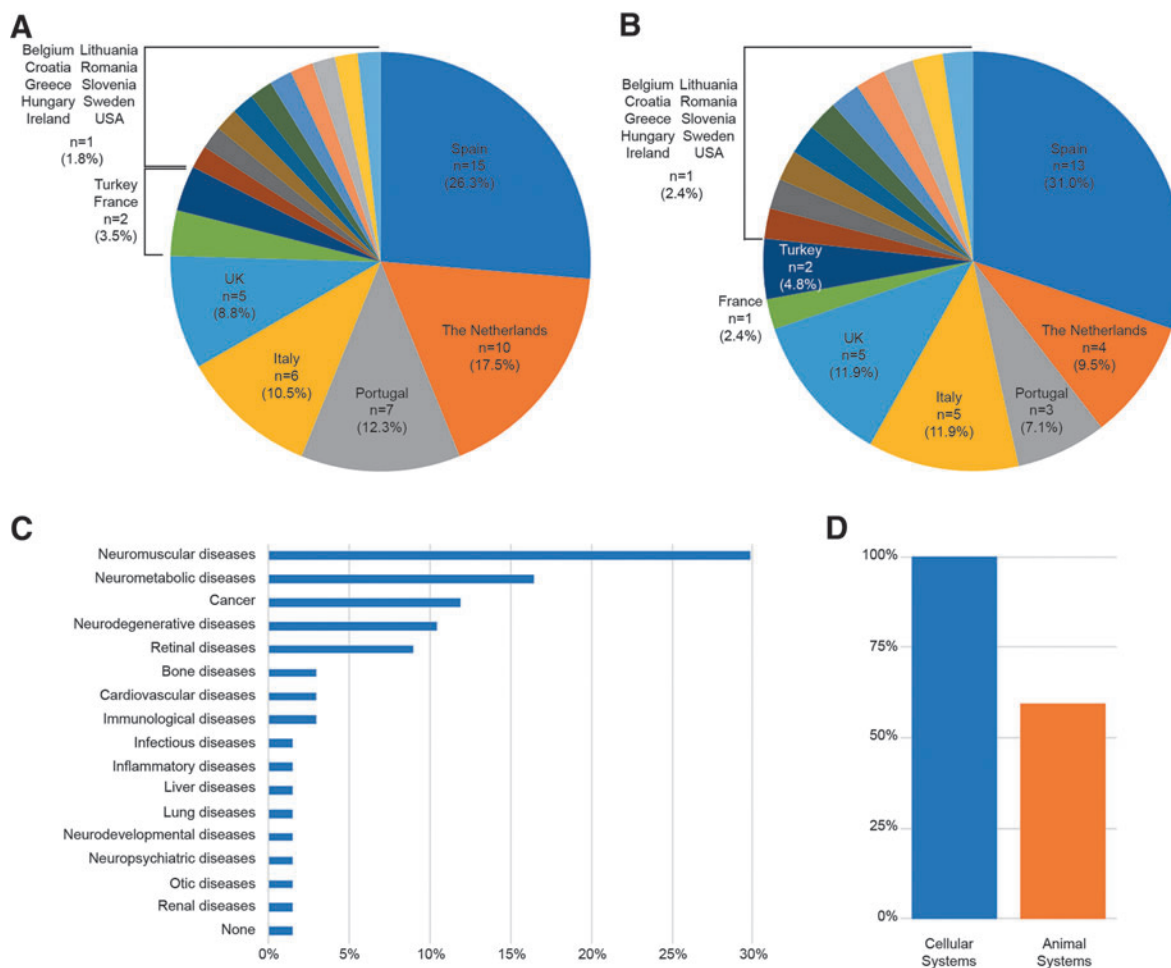 A
Belgium Lithuania
Croatia Romania
Greece Slovenia
Hungary Sweden
Ireland USA
n=1
(1.8%)
Turkey
France
n=2
(3.5%)
UK
n=5
(8.8%)
Italy
n=6
(10.5%)
Portugal
n=7
(12.3%)
The Netherlands
n=10
(17.5%)
Spain
n=15
(26.3%)
B
Belgium Lithuania
Croatia Romania
Greece Slovenia
Hungary Sweden
Ireland USA
n=1
(2.4%)
Turkey
n=2
(4.8%)
France
n=1
(2.4%)
UK
n=5
(11.9%)
Italy
n=5
(11.9%)
Portugal
n=3
(7.1%)
The Netherlands
n=4
(9.5%)
Spain
n=13
(31.0%)
C
Neuromuscular diseases
Neurometabolic diseases
Cancer
Neurodegenerative diseases
Retinal diseases
Bone diseases
Cardiovascular diseases
Immunological diseases
Infectious diseases
Inflammatory diseases
Liver diseases
Lung diseases
Neurodevelopmental diseases
Neuropsychiatric diseases
Otic diseases
Renal diseases
None
0% 5% 10% 15% 20% 25% 30%
D
100%
75%
50%
25%
0%
Cellular Systems
Animal Systems